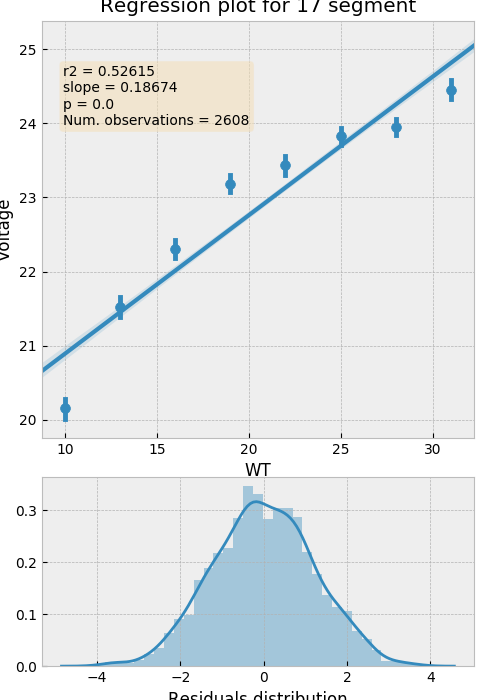 Regression plot for 17 segment
25
24
23
22
21
20
r2 = 0.52615
slope = 0.18674
p = 0.0
Num. observations = 2608
Voltage
10 15 20 25 30
WT
0.3
0.2
0.1
0.0
−4 −2 0 2 4
Residuals distribution